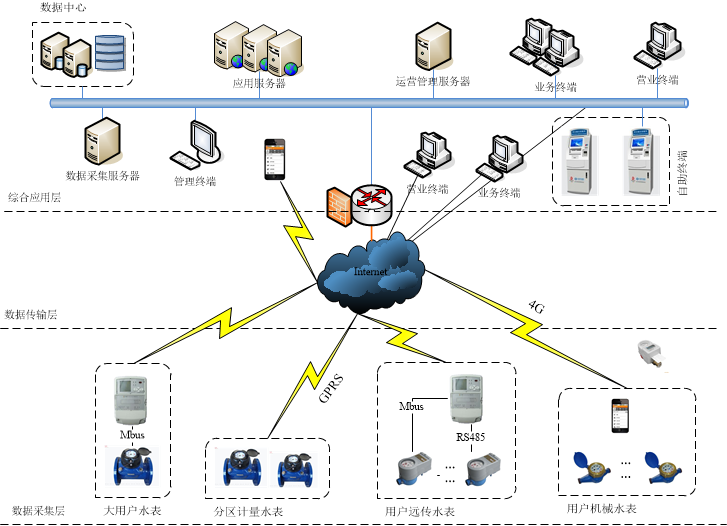 数据中心
应用服务器
运营管理服务器
业务终端
营业终端
数据采集服务器
管理终端
营业终端
业务终端
自助终端
综合应用层
Internet
数据传输层
4G
GPRS
Mbus
Mbus
RS485
...
...
...
...
大用户水表
分区计量水表
用户远传水表
用户机械水表
数据采集层